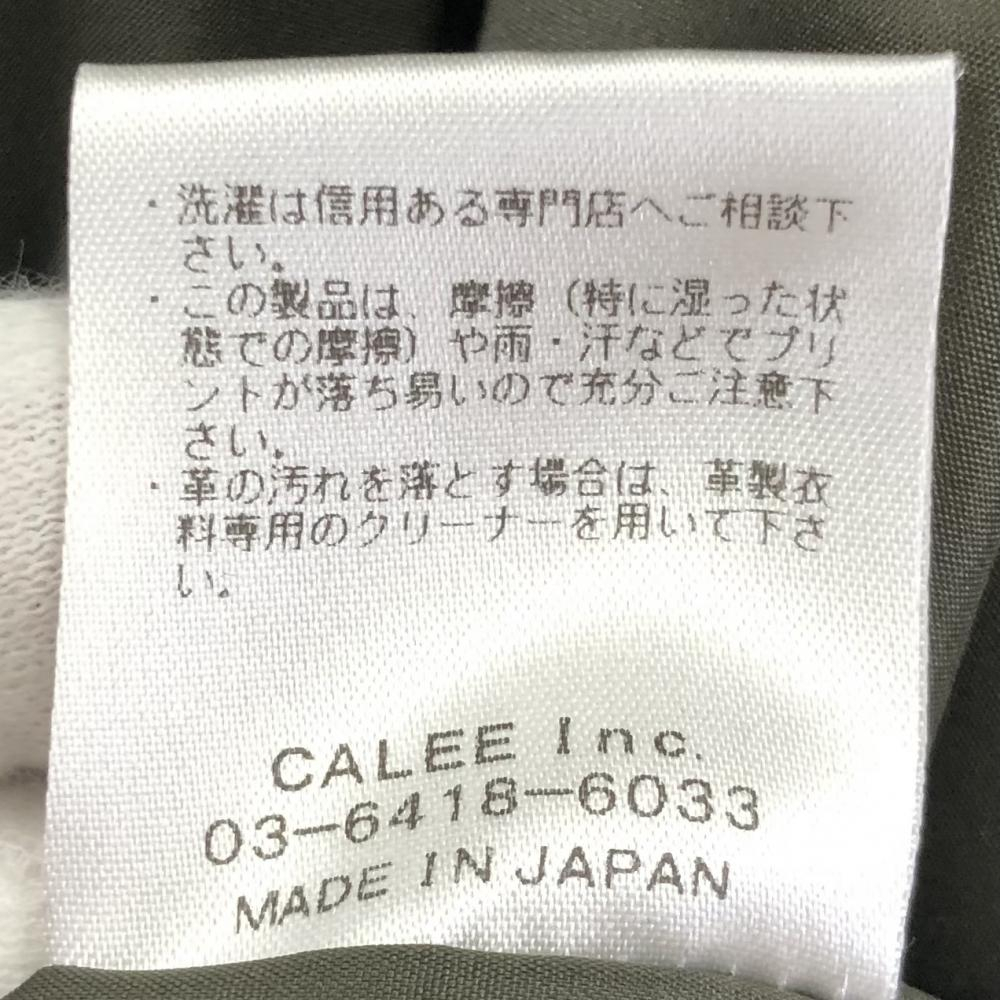 ・洗濯は信用ある専門店へご相談下
さい。
・この製品は、摩擦（特に湿った状
態での摩擦）や雨・汗などでプリ
ントが落ち易いので充分ご注意下
さい。
・革の汚れを落とす場合は、革製衣
料専用のクリーナーを用いて下さ
い。
CALEE Inc.
03-6418-6033
MADE IN JAPAN